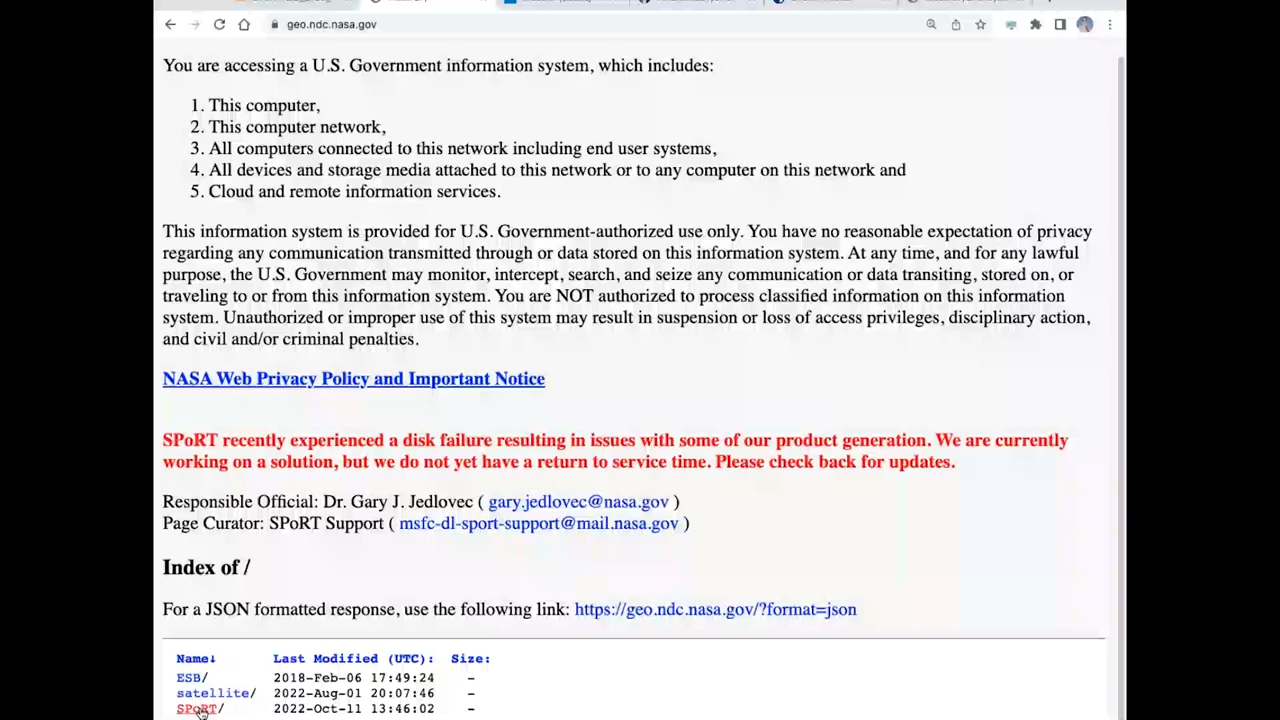 geo.ndc.nasa.gov
You are accessing a U.S. Government information system, which includes:
1. This computer,
2. This computer network,
3. All computers connected to this network including end user systems,
4. All devices and storage media attached to this network or to any computer on this network and
5. Cloud and remote information services.
This information system is provided for U.S. Government-authorized use only. You have no reasonable expectation of privacy
regarding any communication transmitted through or data stored on this information system. At any time, and for any lawful
purpose, the U.S. Government may monitor, intercept, search, and seize any communication or data transiting, stored on, or
traveling to or from this information system. You are NOT authorized to process classified information on this information
system. Unauthorized or improper use of this system may result in suspension or loss of access privileges, disciplinary action,
and civil and/or criminal penalties.
NASA Web Privacy Policy and Important Notice
SPoRT recently experienced a disk failure resulting in issues with some of our product generation. We are currently
working on a solution, but we do not yet have a return to service time. Please check back for updates.
Responsible Official: Dr. Gary J. Jedlovec ( gary.jedlovec@nasa.gov )
Page Curator: SPoRT Support ( msfc-dl-sport-support@mail.nasa.gov )
Index of /
For a JSON formatted response, use the following link: https://geo.ndc.nasa.gov/?format=json
Name↓ Last Modified (UTC): Size:
ESB/ 2018-Feb-06 17:49:24 -
satellite/ 2022-Aug-01 20:07:46 -
SPoRT/ 2022-Oct-11 13:46:02 -